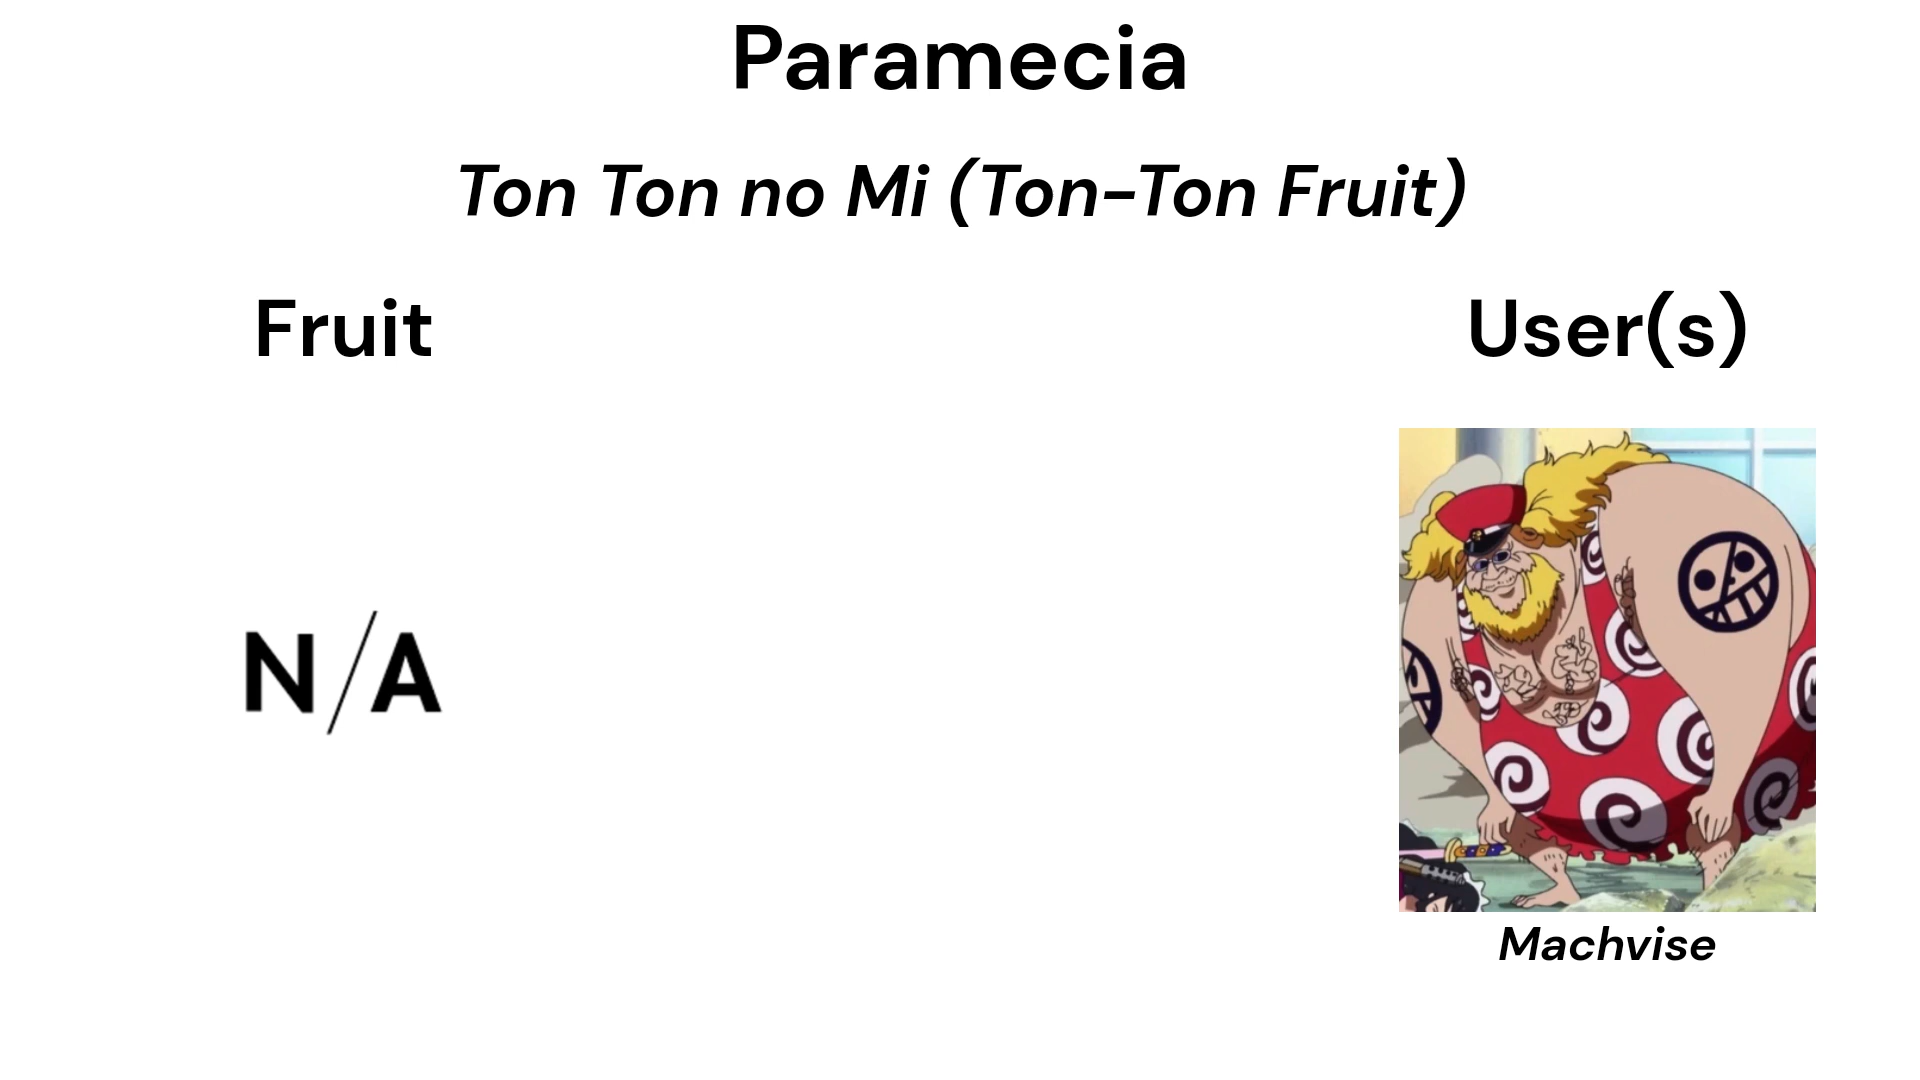 Paramecia
Ton Ton no Mi (Ton-Ton Fruit)
Fruit
User(s)
N/A
Machvise